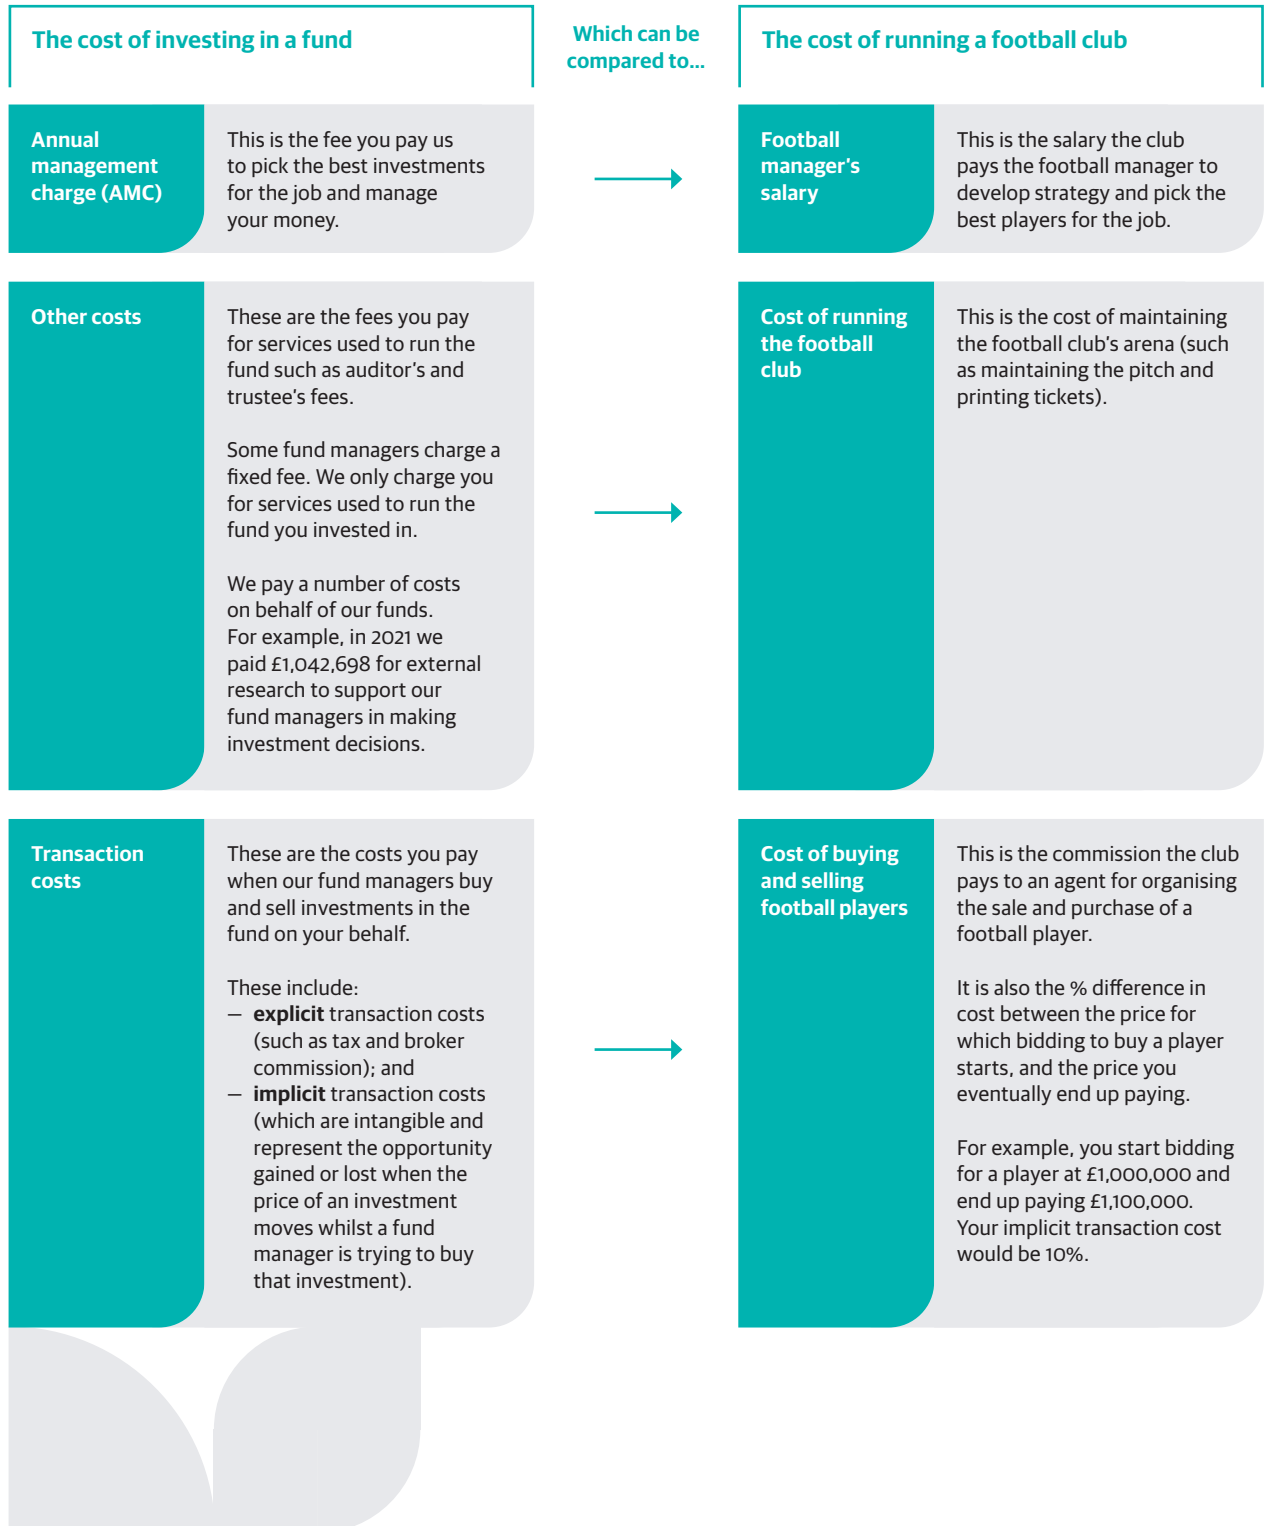 The cost of investing in a fund
Which can be
compared to...
The cost of running a football club
Annual
management
charge (AMC)
This is the fee you pay us
to pick the best investments
for the job and manage
your money.
Football
manager's
salary
This is the salary the club
pays the football manager to
develop strategy and pick the
best players for the job.
Other costs
These are the fees you pay
for services used to run the
fund such as auditor's and
trustee's fees.
Some fund managers charge a
fixed fee. We only charge you
for services used to run the
fund you invested in.
We pay a number of costs
on behalf of our funds.
For example, in 2021 we
paid £1,042,698 for external
research to support our
fund managers in making
investment decisions.
Cost of running
the football
club
This is the cost of maintaining
the football club's arena (such
as maintaining the pitch and
printing tickets).
Transaction
costs
These are the costs you pay
when our fund managers buy
and sell investments in the
fund on your behalf.
These include:
— explicit transaction costs
(such as tax and broker
commission); and
— implicit transaction costs
(which are intangible and
represent the opportunity
gained or lost when the
price of an investment
moves whilst a fund
manager is trying to buy
that investment).
Cost of buying
and selling
football players
This is the commission the club
pays to an agent for organising
the sale and purchase of a
football player.
It is also the % difference in
cost between the price for
which bidding to buy a player
starts, and the price you
eventually end up paying.
For example, you start bidding
for a player at £1,000,000 and
end up paying £1,100,000.
Your implicit transaction cost
would be 10%.